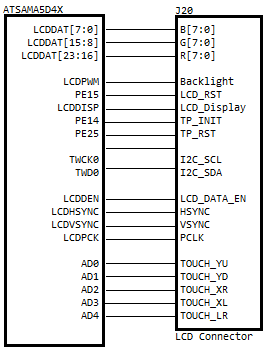 ATSAMA5D4X J20
LCDDAT[7:0] B[7:0]
LCDDAT[15:8] G[7:0]
LCDDAT[23:16] R[7:0]
LCDPWM Backlight
PE15 LCD_RST
LCDDISP LCD_Display
PE14 TP_INIT
PE25 TP_RST
TWCK0 I2C_SCL
TWD0 I2C_SDA
LCDDEN LCD_DATA_EN
LCDHSYNC HSYNC
LCDVSYNC VSYNC
LCDPCK PCLK
AD0 TOUCH_YU
AD1 TOUCH_YD
AD2 TOUCH_XR
AD3 TOUCH_XL
AD4 TOUCH_LR
LCD Connector